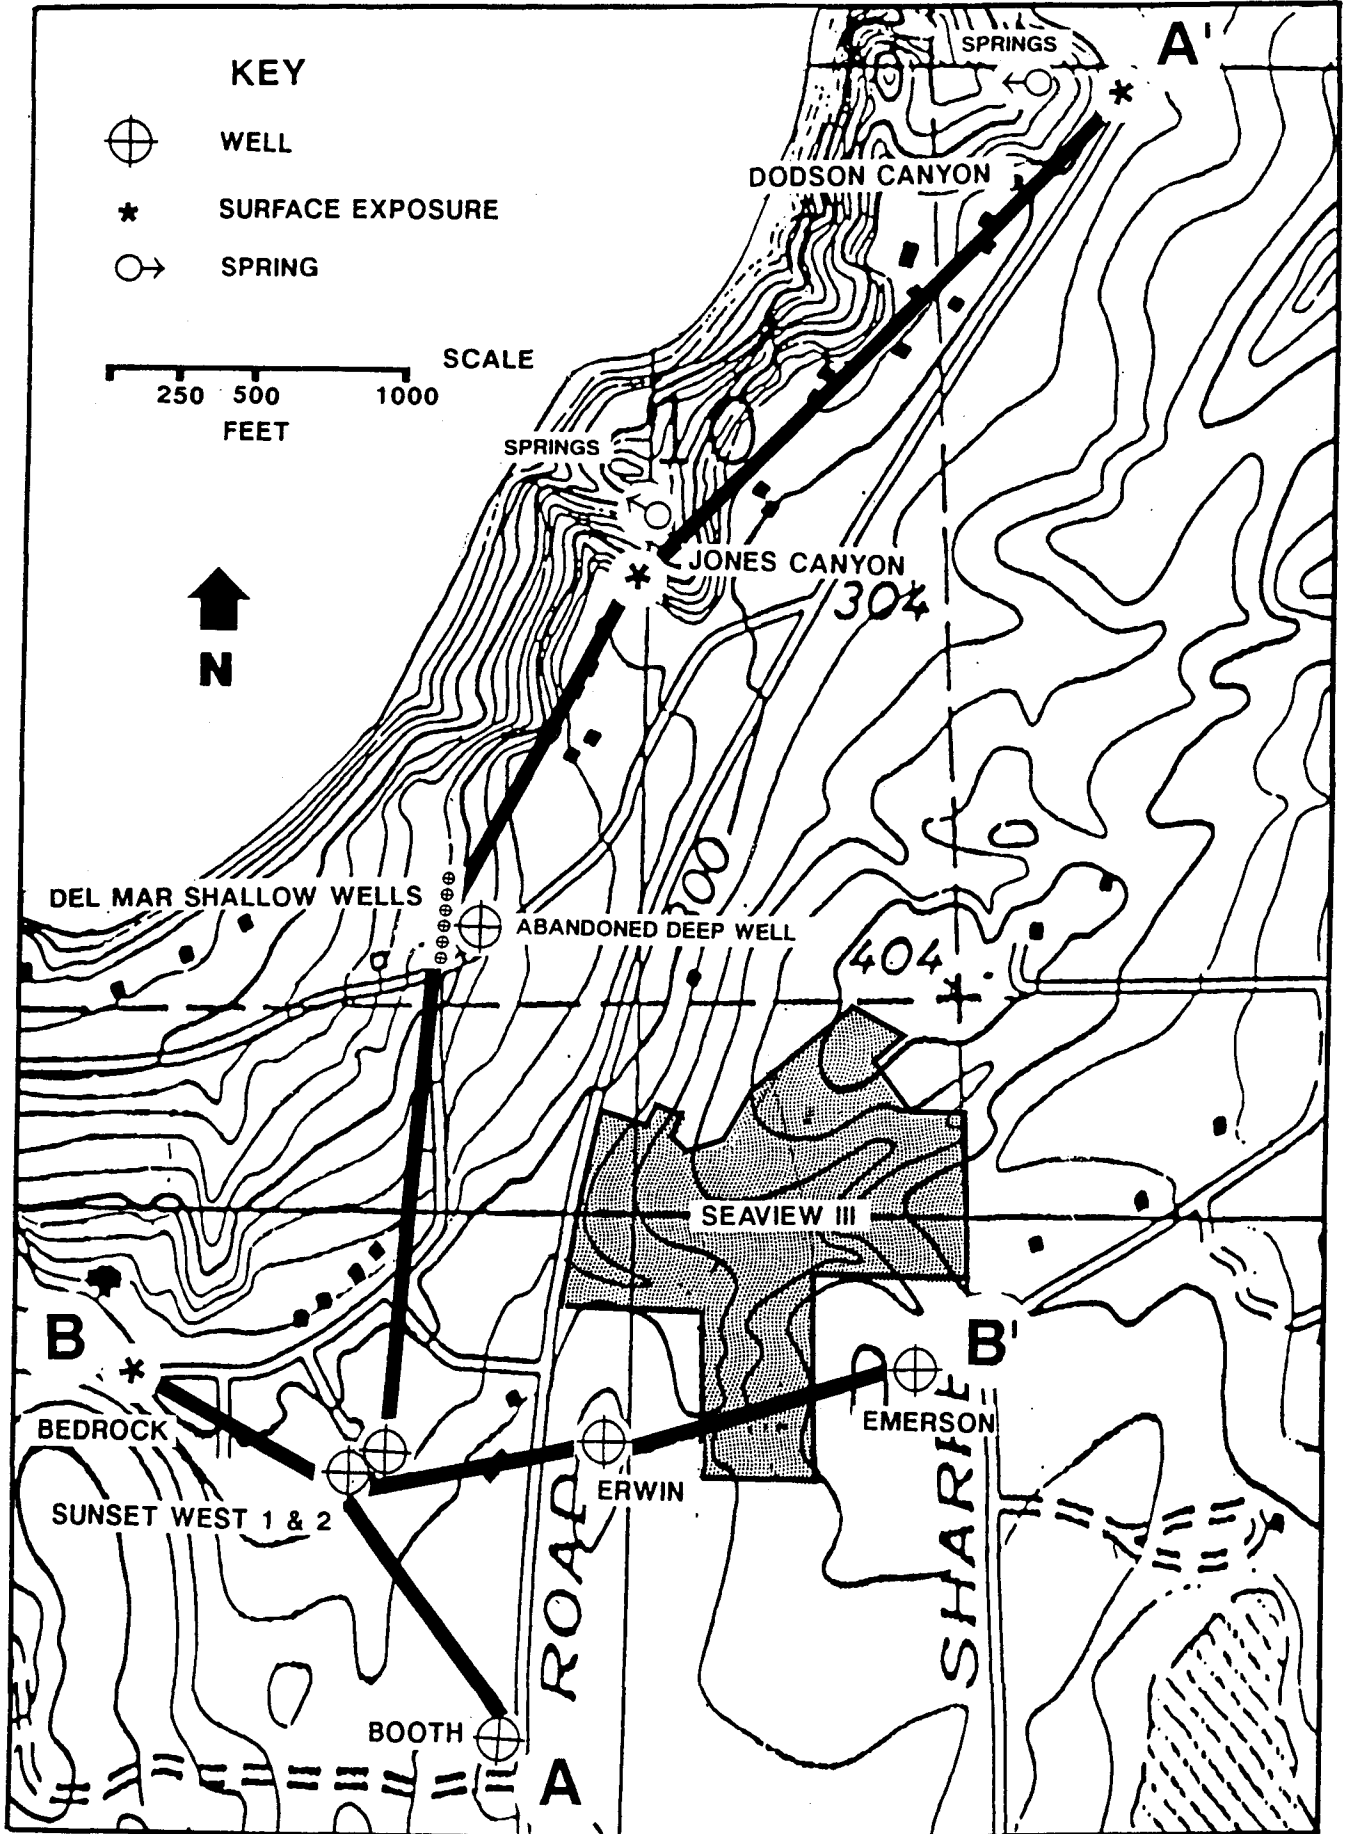 KEY
WELL
SURFACE EXPOSURE
SPRING
SCALE
250 500 1000
FEET
SPRINGS
A'
DODSON CANYON
10
SPRINGS
JONES CANYON
304
N
DEL MAR SHALLOW WELLS
ABANDONED DEEP WELL
404
SEAVIEW III
B
B'
BEDROCK
EMERSON
ERWIN
SUNSET WEST 1 & 2
ROAD
BOOTH
A